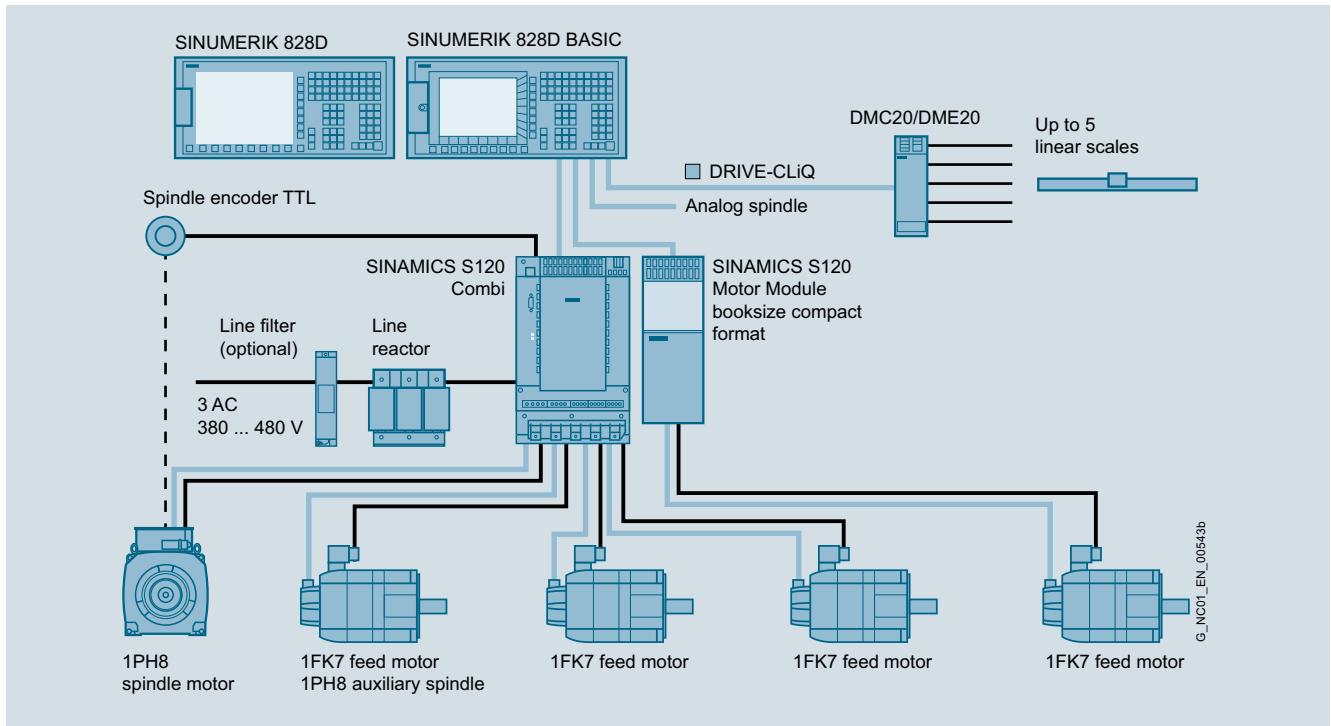 SINUMERIK 828D
SINUMERIK 828D BASIC
DMC20/DME20
Up to 5
linear scales
DRIVE-CLiQ
Analog spindle
Spindle encoder TTL
SINAMICS S120
Combi
SINAMICS S120
Motor Module
booksize compact
format
Line filter
(optional)
Line
reactor
3 AC
380 ... 480 V
1PH8
spindle motor
1FK7 feed motor
1PH8 auxiliary spindle
1FK7 feed motor
1FK7 feed motor
1FK7 feed motor
G_NC01_EN_00543b